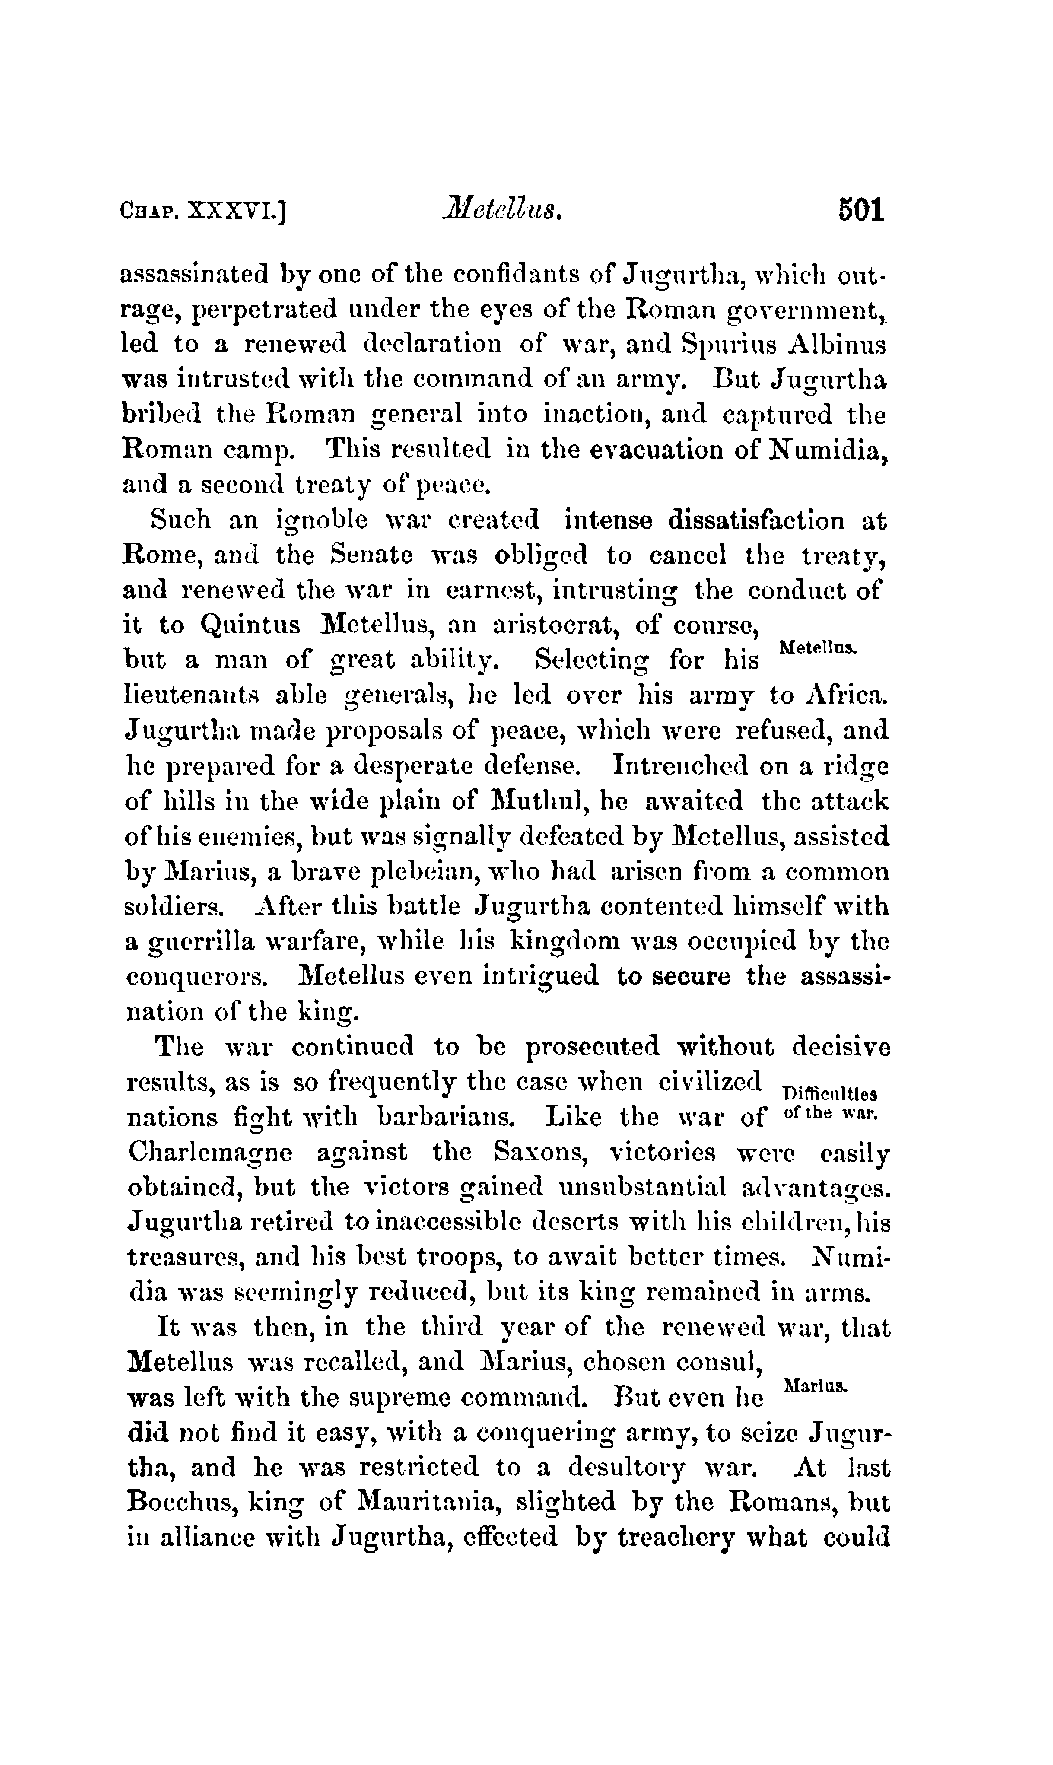 CHAP. XXXVI.] Metellus. 501
assassinated by one of the confidants of Jugurtha, which out-
rage, perpetrated under the eyes of the Roman government,
led to a renewed declaration of war, and Spurius Albinus
was intrusted with the command of an army. But Jugurtha
bribed the Roman general into inaction, and captured the
Roman camp. This resulted in the evacuation of Numidia,
and a second treaty of peace.
Such an ignoble war created intense dissatisfaction at
Rome, and the Senate was obliged to cancel the treaty,
and renewed the war in earnest, intrusting the conduct of
it to Quintus Metellus, an aristocrat, of course,
but a man of great ability. Selecting for his
Metellus.
lieutenants able generals, he led over his army to Africa.
Jugurtha made proposals of peace, which were refused, and
he prepared for a desperate defense. Intrenched on a ridge
of hills in the wide plain of Muthul, he awaited the attack
of his enemies, but was signally defeated by Metellus, assisted
by Marius, a brave plebeian, who had arisen from a common
soldiers. After this battle Jugurtha contented himself with
a guerrilla warfare, while his kingdom was occupied by the
conquerors. Metellus even intrigued to secure the assassi-
nation of the king.
The war continued to be prosecuted without decisive
results, as is so frequently the case when civilized
nations fight with barbarians. Like the war of
Difficulties
of the war.
Charlemagne against the Saxons, victories were easily
obtained, but the victors gained unsubstantial advantages.
Jugurtha retired to inaccessible deserts with his children, his
treasures, and his best troops, to await better times. Numi-
dia was seemingly reduced, but its king remained in arms.
It was then, in the third year of the renewed war, that
Metellus was recalled, and Marius, chosen consul,
was left with the supreme command. But even he
Marius.
did not find it easy, with a conquering army, to seize Jugur-
tha, and he was restricted to a desultory war. At last
Bocchus, king of Mauritania, slighted by the Romans, but
in alliance with Jugurtha, effected by treachery what could